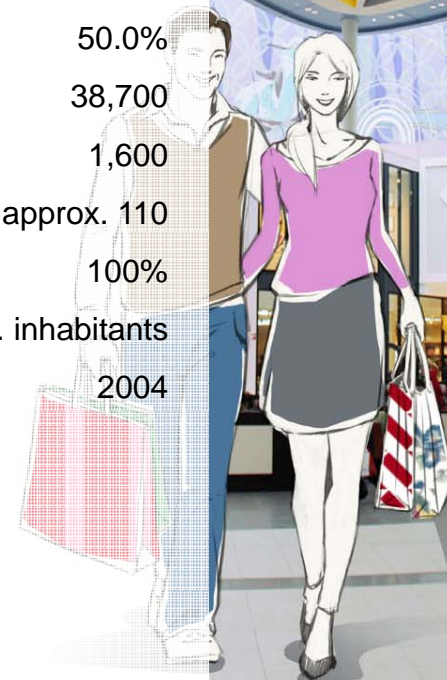 50.0%
38,700
1,600
approx. 110
100%
. inhabitants
2004